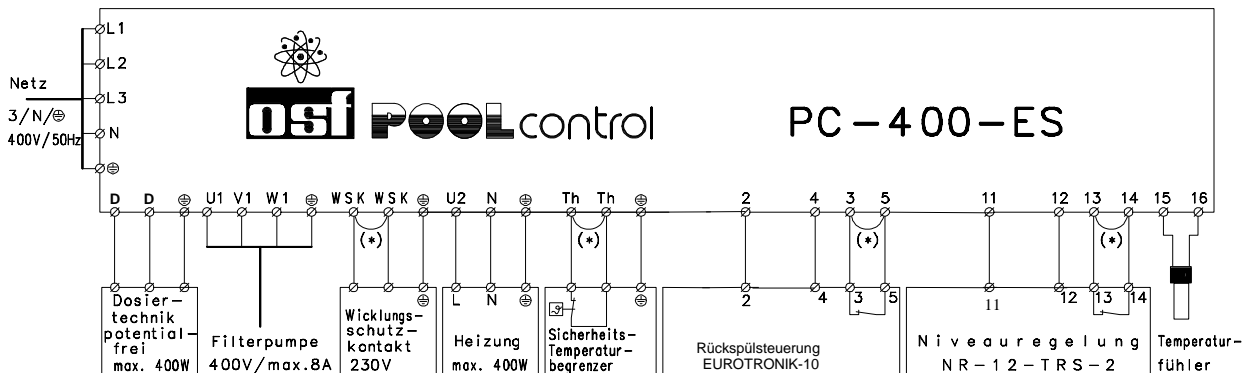 L1
L2
L3
N
Netz
3/N/⏚
400V/50Hz
osf POOLcontrol
PC-400-ES
D D ⏚ U1 V1 W1 ⏚ WSK WSK ⏚ U2 N ⏚ Th Th ⏚ 2 4 3 5 11 12 13 14 15 16
(*) (*) (*) (*)
⏚ L N ⏚ 2 4 3 5 11 12 13 14
Dosier-
technik
potential-
frei
max. 400W
Filterpumpe
400V/max.8A
Wicklungs-
schutz-
kontakt
230V
Heizung
max. 400W
Sicherheits-
Temperatur-
begrenzer
Rückspülsteuerung
EUROTRONIK-10
Niveauregelung
NR-12-TRS-2
Temperatur-
fühler